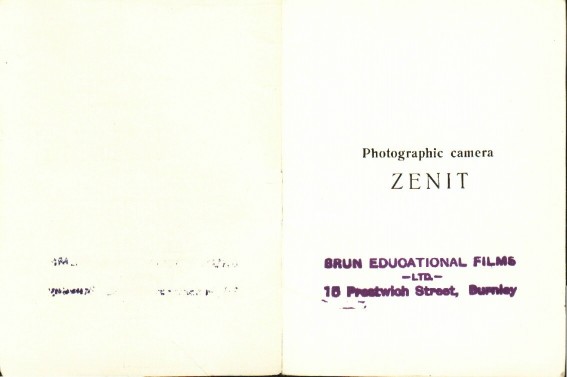 Photographic camera
ZENIT
BRUN EDUCATIONAL FILMS
—LTD.—
15 Prestwich Street, Burnley